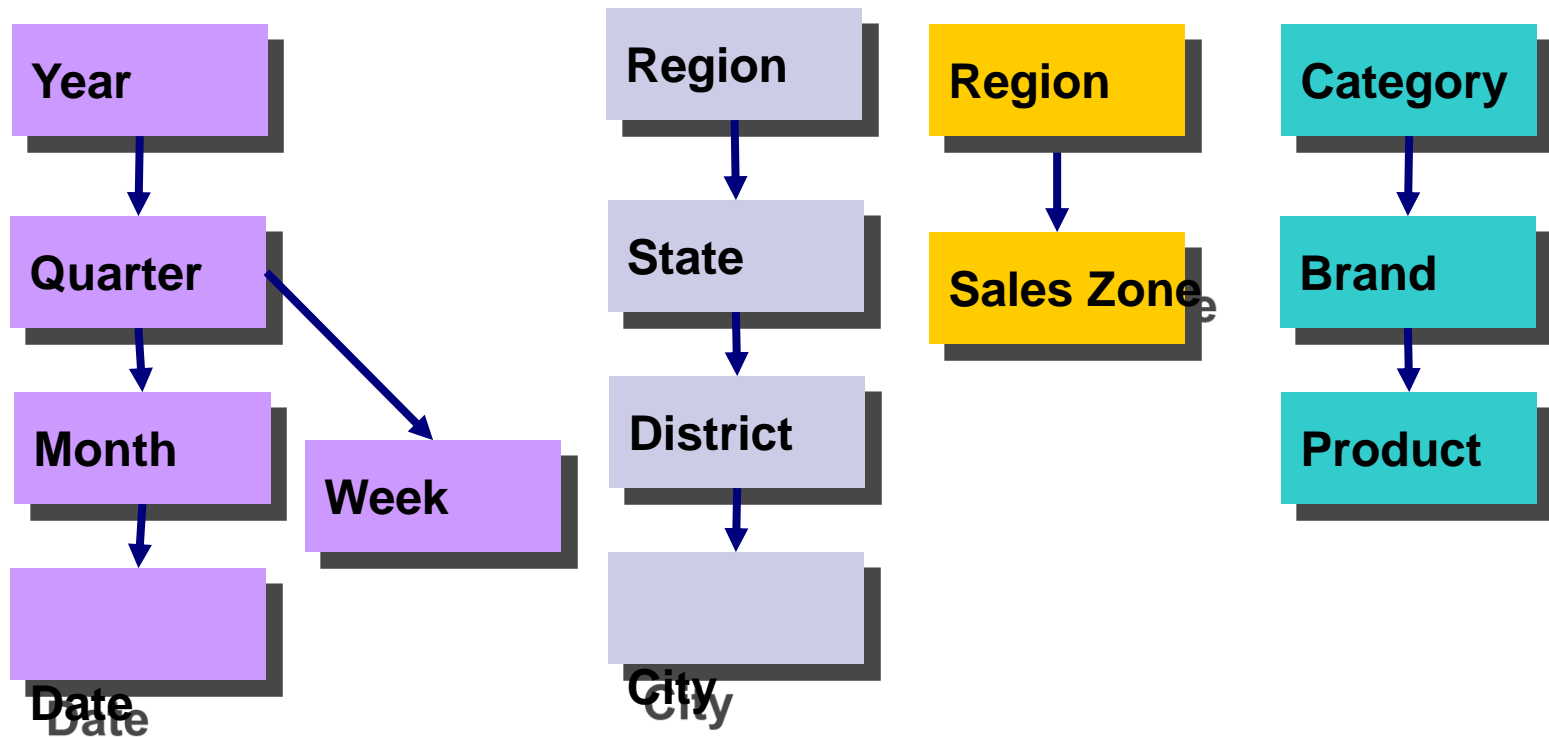 Year
Quarter
Month
Week
Date
Region
State
District
City
Region
Sales Zone
Category
Brand
Product